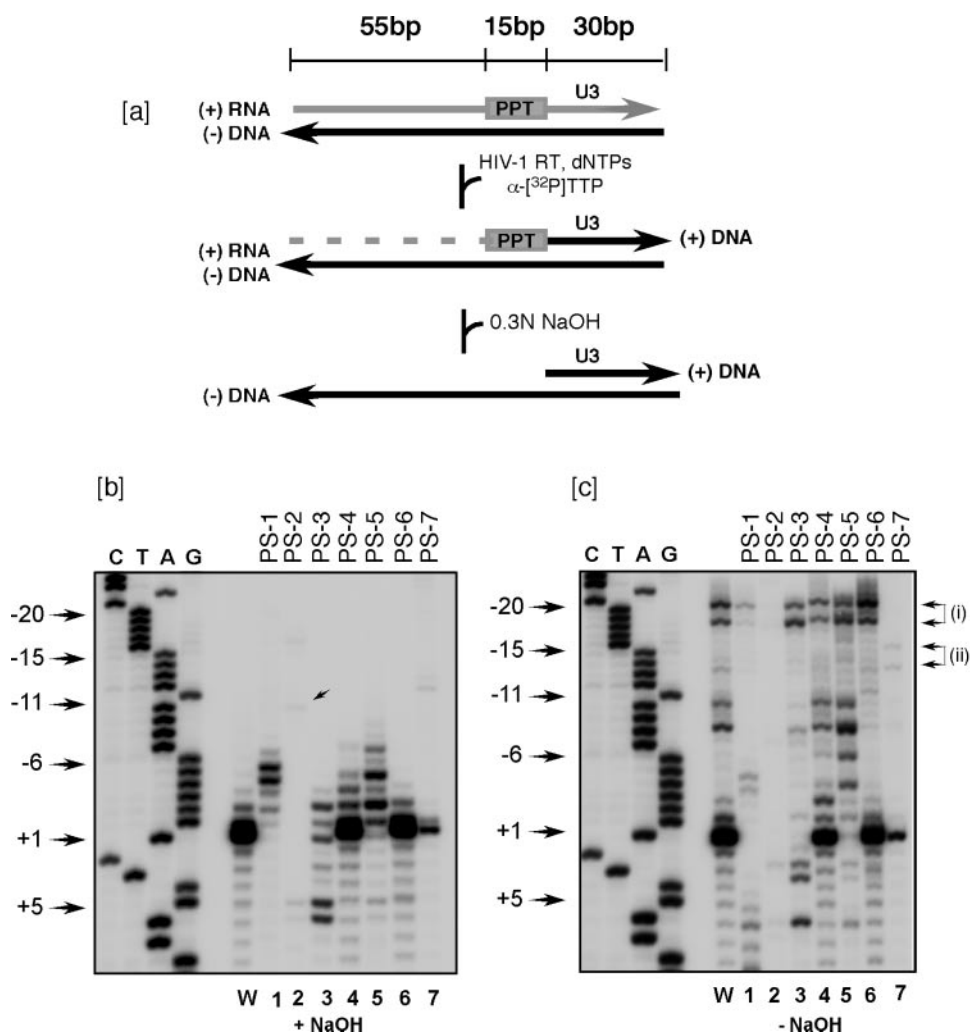 55bp 15bp 30bp
[a]
U3
(+) RNA PPT
(-) DNA
HIV-1 RT, dNTPs
α-[³²P]TTP
U3
PPT (+) DNA
(+) RNA
(-) DNA
0.3N NaOH
U3
(+) DNA
(-) DNA
[b]
PS-1 PS-2 PS-3 PS-4 PS-5 PS-6 PS-7
C T A G
-20
-15
-11
-6
+1
+5
W 1 2 3 4 5 6 7
+ NaOH
[c]
PS-1 PS-2 PS-3 PS-4 PS-5 PS-6 PS-7
C T A G
-20 (i)
-15 (ii)
-11
-6
+1
+5
W 1 2 3 4 5 6 7
- NaOH